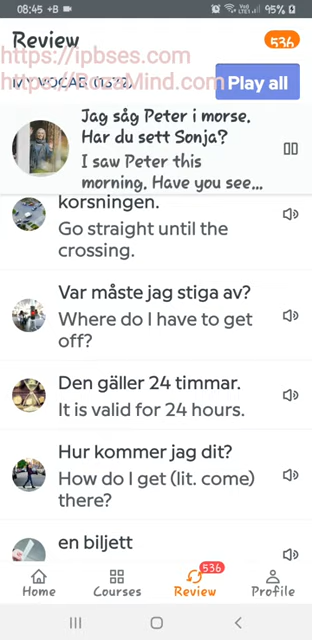 08:45 +B
95%
Review
536
https://ipbses.com
MY VOCAB (1572)
https://RosaMind.com
Play all
Jag såg Peter i morse.
Har du sett Sonja?
I saw Peter this
morning. Have you see...
korsningen.
Go straight until the
crossing.
Var måste jag stiga av?
Where do I have to get
off?
Den gäller 24 timmar.
It is valid for 24 hours.
Hur kommer jag dit?
How do I get (lit. come)
there?
en biljett
536
Home
Courses
Review
Profile